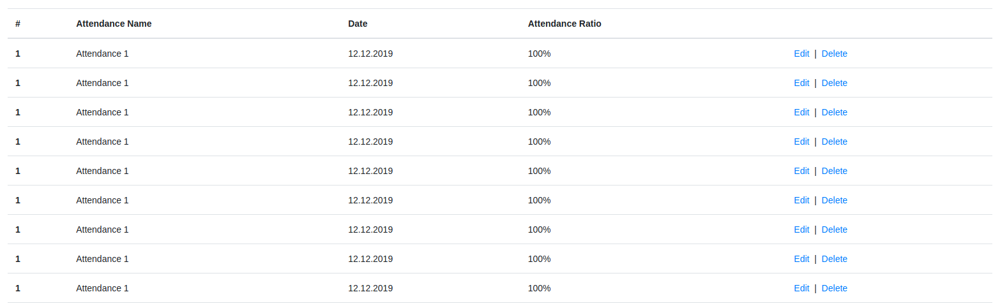 # Attendance Name Date Attendance Ratio
1 Attendance 1 12.12.2019 100% Edit | Delete
1 Attendance 1 12.12.2019 100% Edit | Delete
1 Attendance 1 12.12.2019 100% Edit | Delete
1 Attendance 1 12.12.2019 100% Edit | Delete
1 Attendance 1 12.12.2019 100% Edit | Delete
1 Attendance 1 12.12.2019 100% Edit | Delete
1 Attendance 1 12.12.2019 100% Edit | Delete
1 Attendance 1 12.12.2019 100% Edit | Delete
1 Attendance 1 12.12.2019 100% Edit | Delete